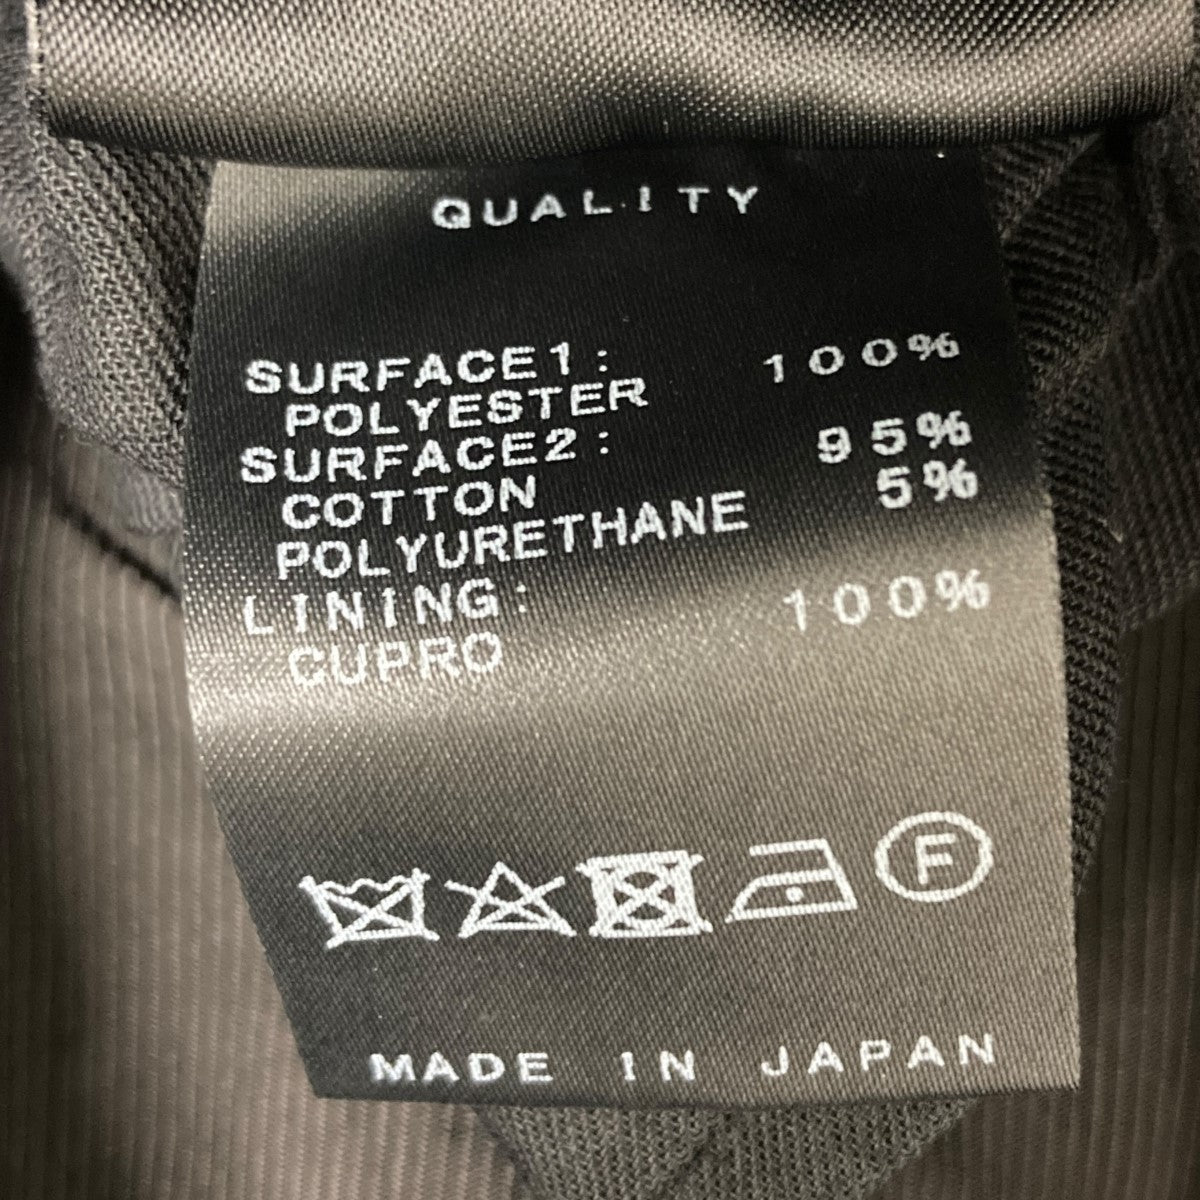 QUALITY
SURFACE1: 100%
POLYESTER
SURFACE2: 95%
COTTON 5%
POLYURETHANE
LINING: 100%
CUPRO
F
MADE IN JAPAN